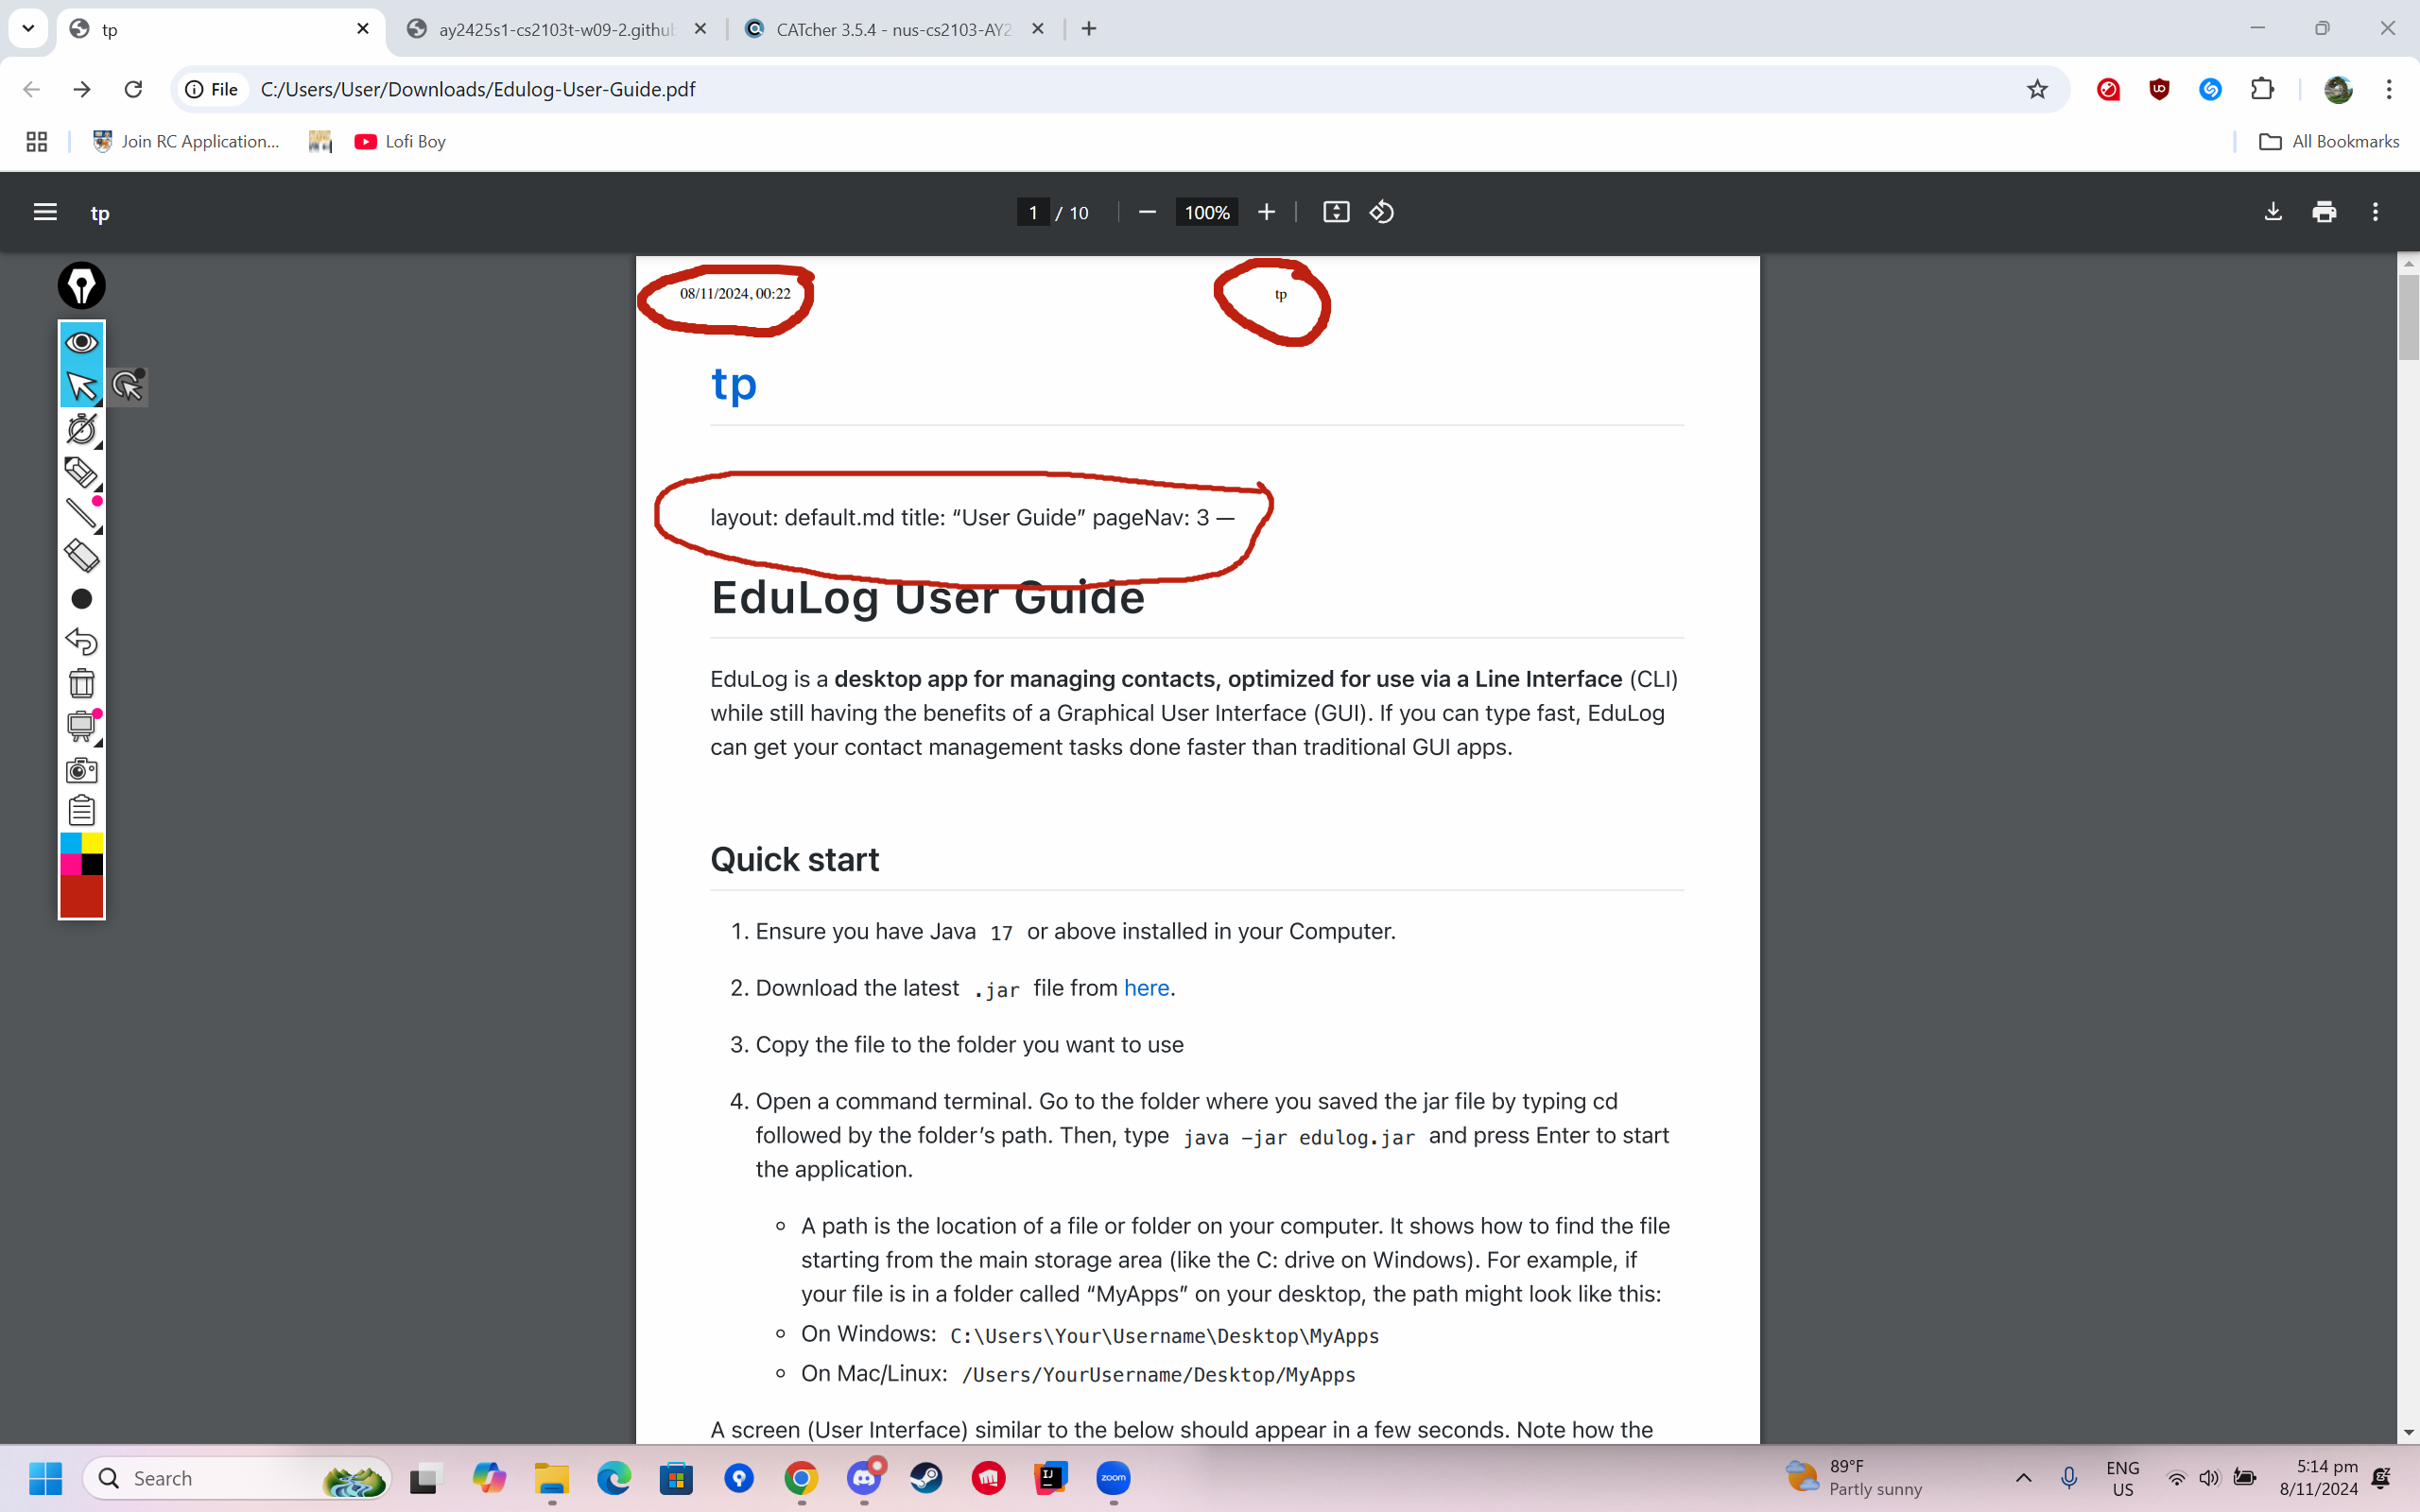 tp
ay2425s1-cs2103t-w09-2.githu
CATcher 3.5.4 - nus-cs2103-AY2
File
C:/Users/User/Downloads/Edulog-User-Guide.pdf
Join RC Application...
Lofi Boy
All Bookmarks
tp
1 / 10
100%
08/11/2024, 00:22
tp
tp
layout: default.md title: “User Guide” pageNav: 3 —
EduLog User Guide
EduLog is a desktop app for managing contacts, optimized for use via a Line Interface (CLI)
while still having the benefits of a Graphical User Interface (GUI). If you can type fast, EduLog
can get your contact management tasks done faster than traditional GUI apps.
Quick start
1. Ensure you have Java 17 or above installed in your Computer.
2. Download the latest .jar file from here.
3. Copy the file to the folder you want to use
4. Open a command terminal. Go to the folder where you saved the jar file by typing cd
followed by the folder’s path. Then, type java -jar edulog.jar and press Enter to start
the application.
A path is the location of a file or folder on your computer. It shows how to find the file
starting from the main storage area (like the C: drive on Windows). For example, if
your file is in a folder called “MyApps” on your desktop, the path might look like this:
On Windows: C:\Users\Your\Username\Desktop\MyApps
On Mac/Linux: /Users/YourUsername/Desktop/MyApps
A screen (User Interface) similar to the below should appear in a few seconds. Note how the
Search
zoom
89°F
Partly sunny
ENG
US
5:14 pm
8/11/2024